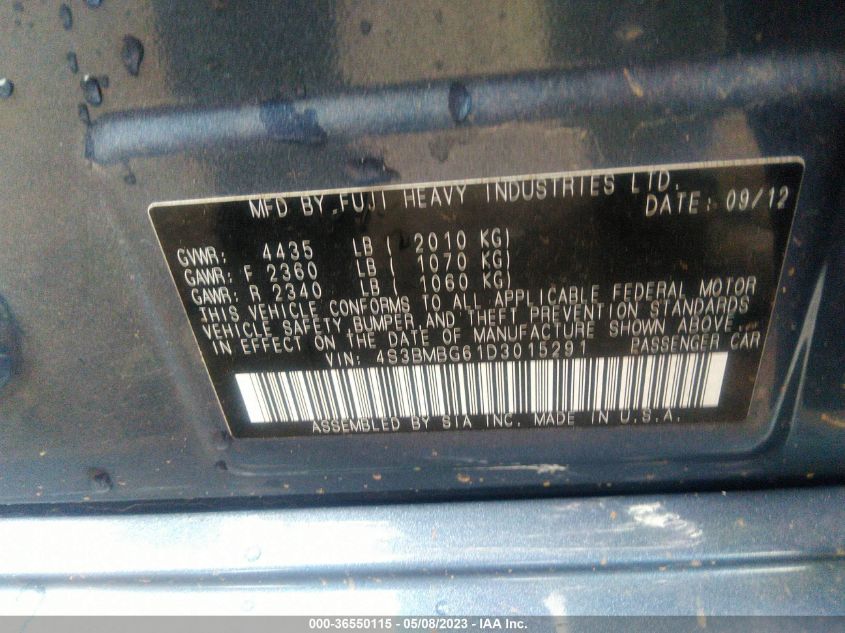 MFD BY FUJI HEAVY INDUSTRIES LTD.
DATE: 09/12
GVWR: 4435 LB ( 2010 KG)
GAWR: F 2360 LB ( 1070 KG)
GAWR: R 2340 LB ( 1060 KG)
THIS VEHICLE CONFORMS TO ALL APPLICABLE FEDERAL MOTOR
VEHICLE SAFETY, BUMPER, AND THEFT PREVENTION STANDARDS
IN EFFECT ON THE DATE OF MANUFACTURE SHOWN ABOVE.
VIN: 4S3BMBG61D3015291 PASSENGER CAR
ASSEMBLED BY SIA INC. MADE IN U.S.A.
000-36550115 - 05/08/2023 - IAA Inc.